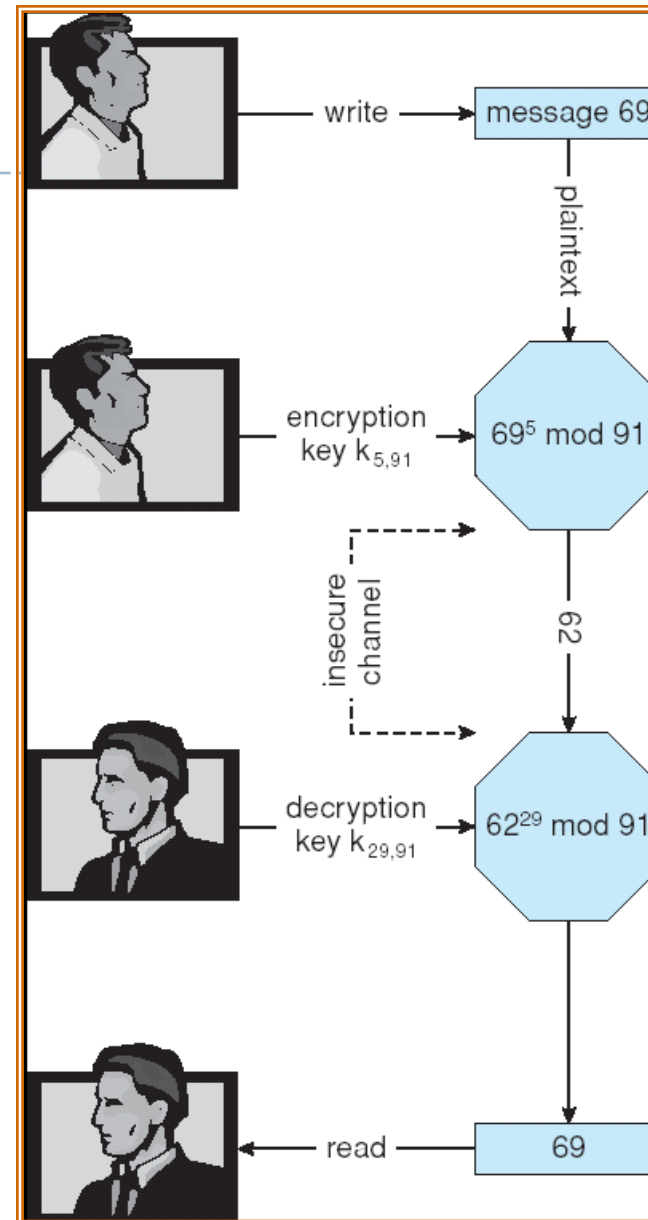 write
message 69
plaintext
encryption
key k₅,₉₁
69⁵ mod 91
insecure
channel
62
decryption
key k₂₉,₉₁
62²⁹ mod 91
read
69